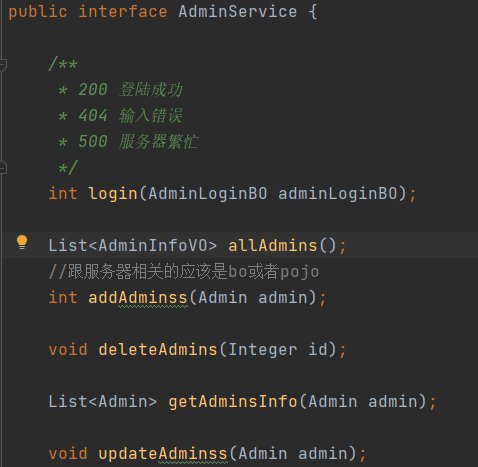 public interface AdminService {
/**
* 200 登陆成功
* 404 输入错误
* 500 服务器繁忙
*/
int login(AdminLoginBO adminLoginBO);
List<AdminInfoVO> allAdmins();
//跟服务器相关的应该是bo或者pojo
int addAdminss(Admin admin);
void deleteAdmins(Integer id);
List<Admin> getAdminsInfo(Admin admin);
void updateAdminss(Admin admin);